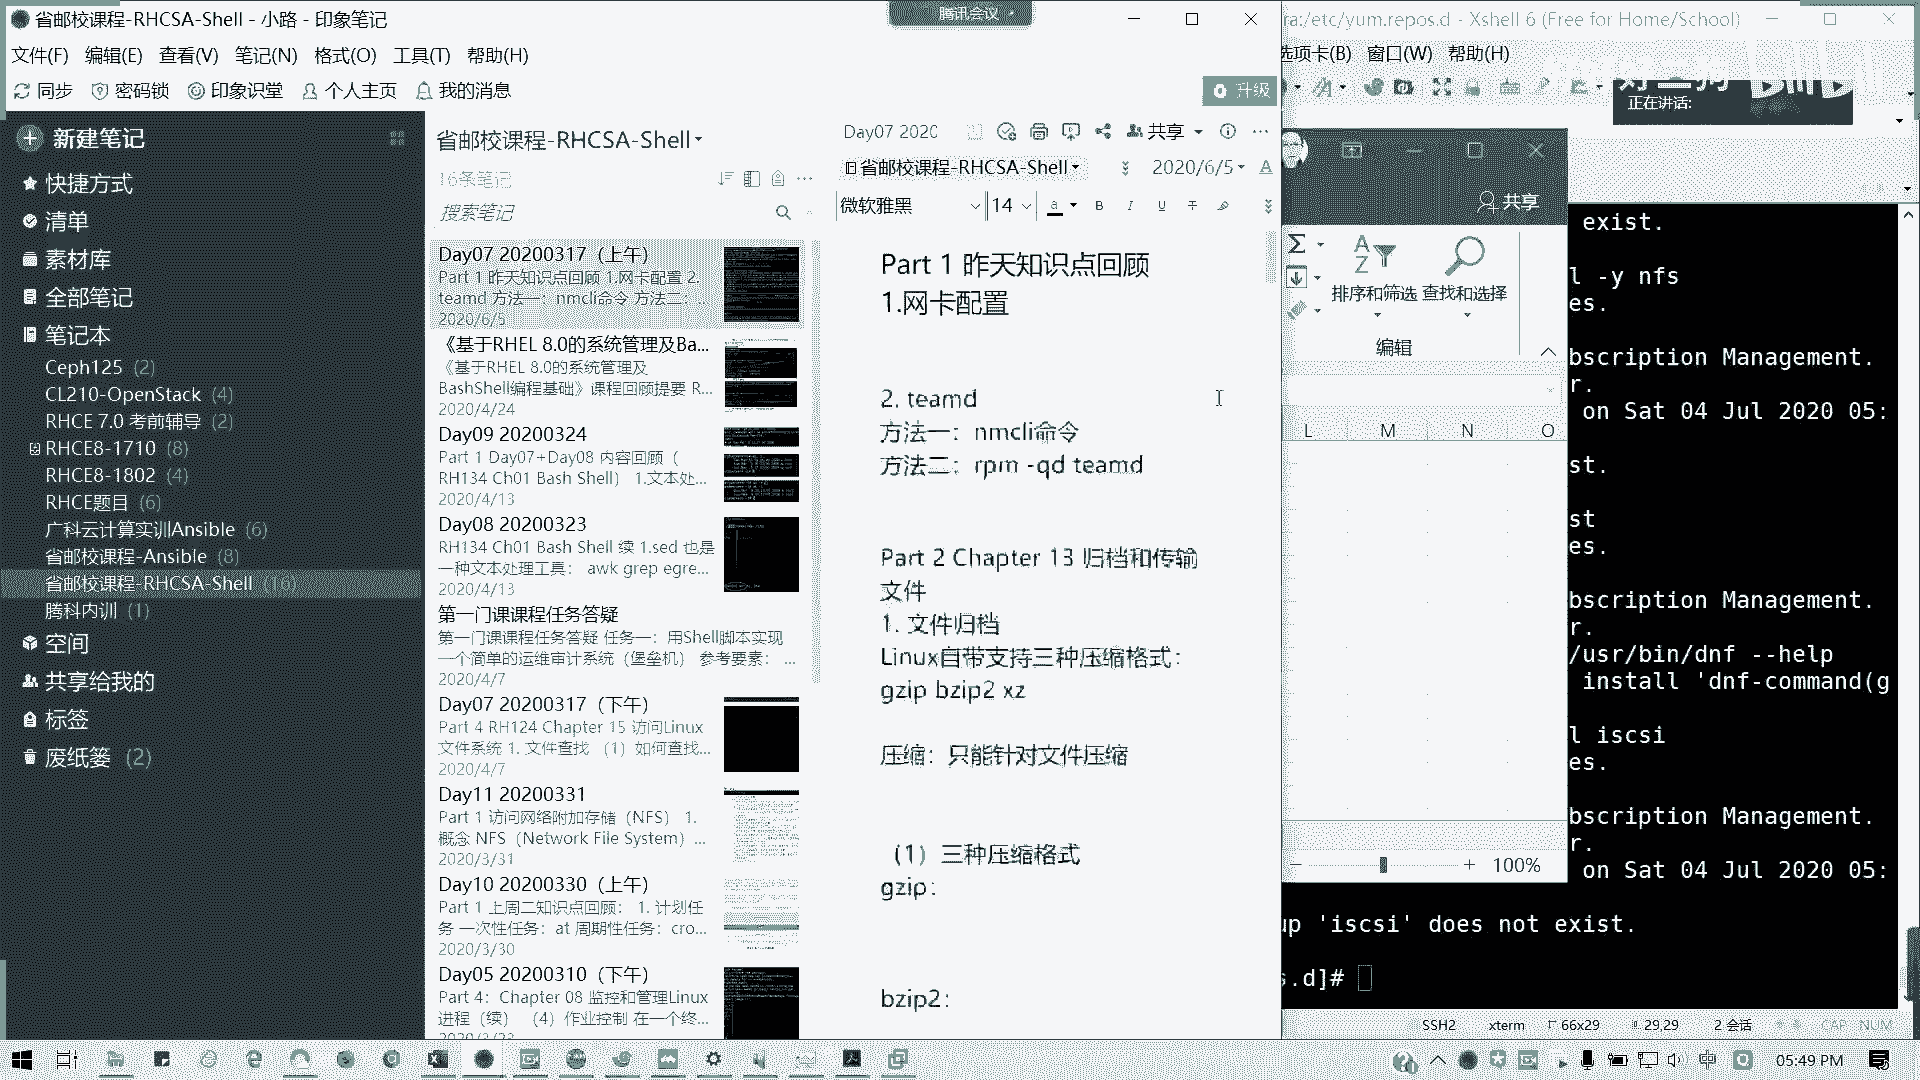 省邮校课程-RHCSA-Shell - 小路 - 印象笔记
腾讯会议
文件(F) 编辑(E) 查看(V) 笔记(N) 格式(O) 工具(T) 帮助(H)
同步 密码锁 印象识堂 个人主页 我的消息
升级
新建笔记
快捷方式
清单
素材库
全部笔记
笔记本
Ceph125 (2)
CL210-OpenStack (4)
RHCE 7.0 考前辅导 (2)
RHCE8-1710 (8)
RHCE8-1802 (4)
RHCE题目 (6)
广科云计算实训Ansible (6)
省邮校课程-Ansible (8)
省邮校课程-RHCSA-Shell (16)
腾科内训 (1)
空间
共享给我的
标签
废纸篓 (2)
省邮校课程-RHCSA-Shell
16条笔记
搜索笔记
Day07 20200317（上午）
Part 1 昨天知识点回顾 1.网卡配置 2.
teamd 方法一：nmcli命令 方法二：...
2020/6/5
《基于RHEL 8.0的系统管理及Ba...
《基于RHEL 8.0的系统管理及
BashShell编程基础》课程回顾提要 R...
2020/4/24
Day09 20200324
Part 1 Day07+Day08 内容回顾（
RH134 Ch01 Bash Shell） 1.文本处...
2020/4/13
Day08 20200323
RH134 Ch01 Bash Shell 续 1.sed 也是
一种文本处理工具： awk grep egre...
2020/4/13
第一门课课程任务答疑
第一门课课程任务答疑 任务一：用Shell脚本实现
一个简单的运维审计系统（堡垒机） 参考要素： ...
2020/4/7
Day07 20200317（下午）
Part 4 RH124 Chapter 15 访问Linux
文件系统 1. 文件查找 （1）如何查找...
2020/4/7
Day11 20200331
Part 1 访问网络附加存储（NFS） 1.
概念 NFS（Network File System）...
2020/3/31
Day10 20200330（上午）
Part 1 上周二知识点回顾： 1. 计划任
务 一次性任务：at 周期性任务：cro...
2020/3/30
Day05 20200310（下午）
Part 4：Chapter 08 监控和管理Linux
进程（续） （4）作业控制 在一个终...
Day07 2020
共享
省邮校课程-RHCSA-Shell
2020/6/5
微软雅黑 14
Part 1 昨天知识点回顾
1.网卡配置
2. teamd
方法一：nmcli命令
方法二：rpm -qd teamd
Part 2 Chapter 13 归档和传输
文件
1. 文件归档
Linux自带支持三种压缩格式：
gzip bzip2 xz
压缩：只能针对文件压缩
（1）三种压缩格式
gzip：
bzip2：
ra:/etc/yum.repos.d - Xshell 6 (Free for Home/School)
选项卡(B) 窗口(W) 帮助(H)
正在讲话:
共享
排序和筛选 查找和选择
编辑
L M N O
100%
exist.
l -y nfs
es.
bscription Management.
r.
on Sat 04 Jul 2020 05:
st.
st
es.
bscription Management.
r.
/usr/bin/dnf --help
install 'dnf-command(g
l iscsi
es.
bscription Management.
r.
on Sat 04 Jul 2020 05:
up 'iscsi' does not exist.
s.d]#
SSH2 xterm 66x29 29,29 2 会话 CAP NUM
中 05:49 PM